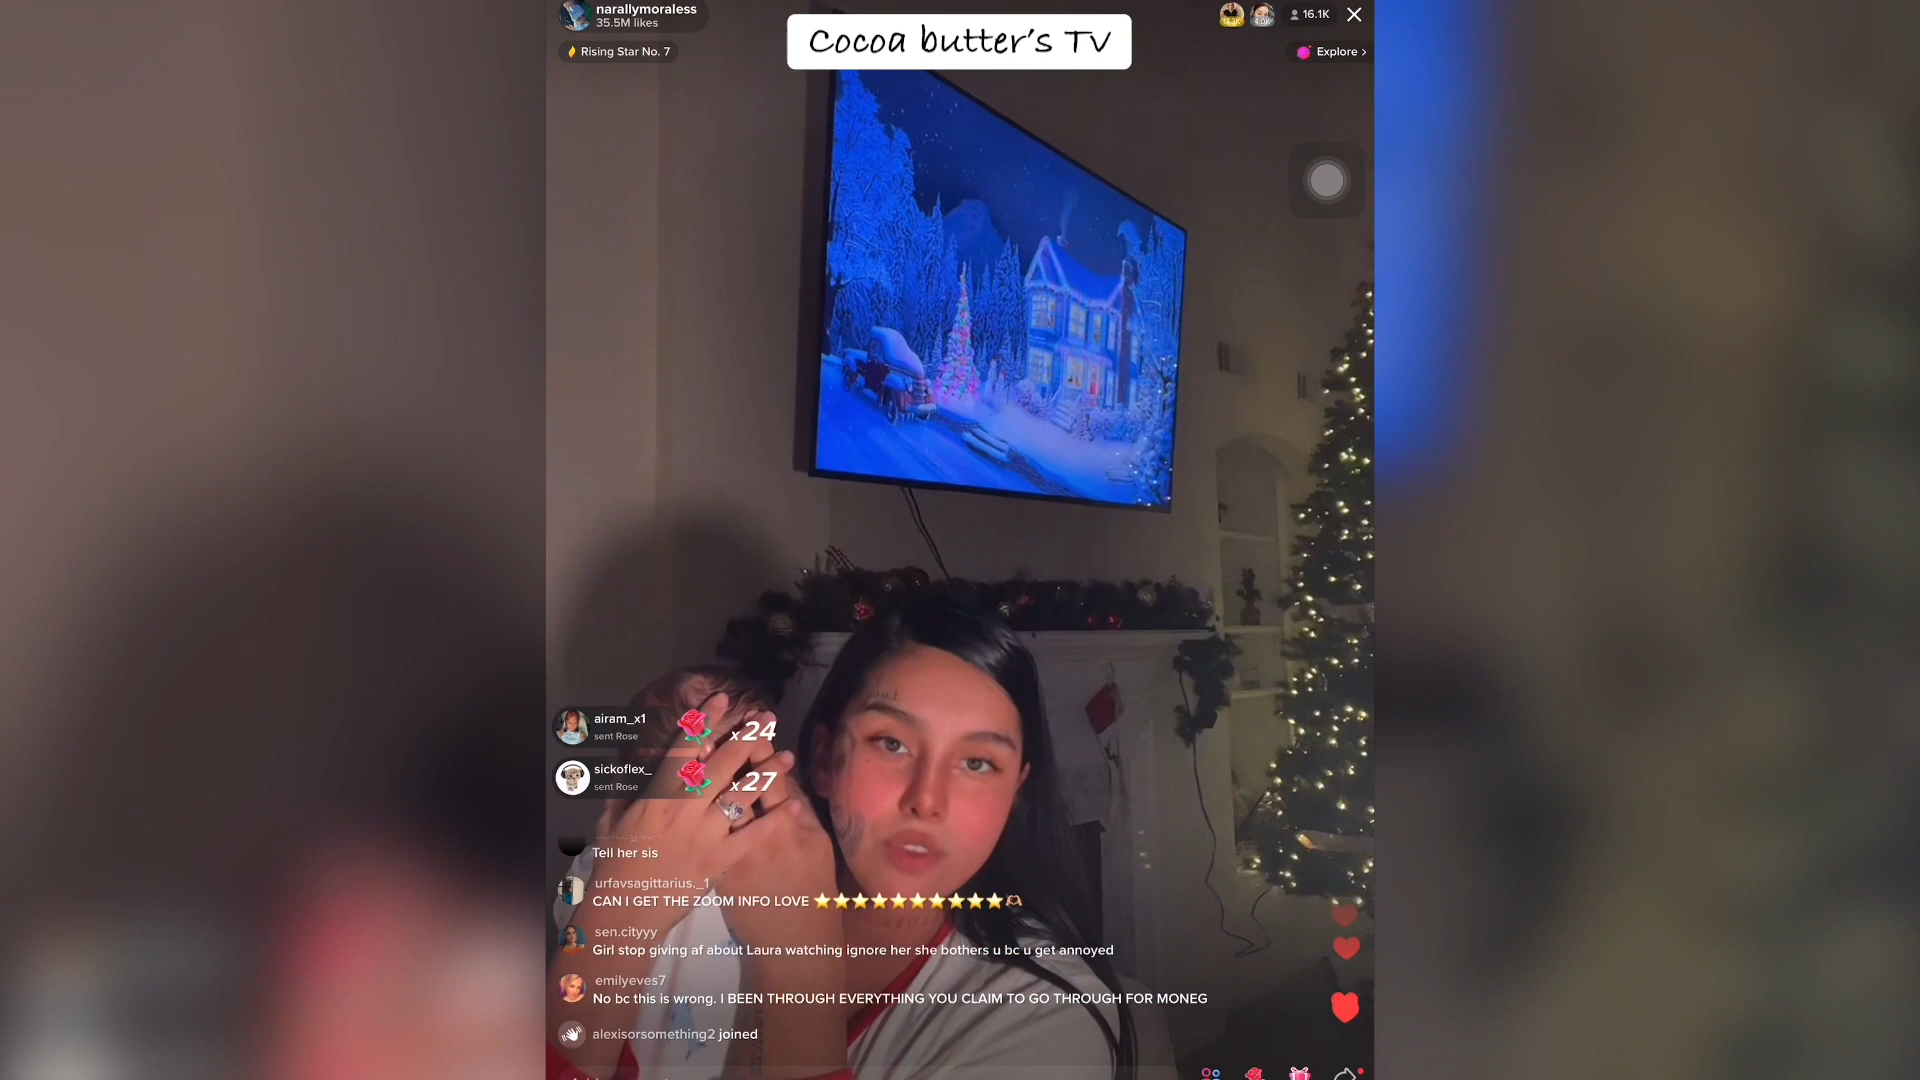 narallymoraless
35.5M likes
Cocoa butter's TV
16.1K
Rising Star No. 7
Explore >
airam_x1
sent Rose
x24
sickoflex_
sent Rose
x27
Tell her sis
urfavsagittarius._1
CAN I GET THE ZOOM INFO LOVE ⭐⭐⭐⭐⭐⭐⭐⭐⭐⭐🫶🏽
sen.cityyy
Girl stop giving af about Laura watching ignore her she bothers u bc u get annoyed
emilyeves7
No bc this is wrong. I BEEN THROUGH EVERYTHING YOU CLAIM TO GO THROUGH FOR MONEG
alexisorsomething2 joined